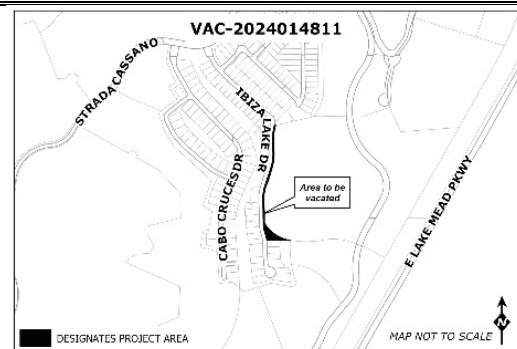 VAC-2024014811
STRADA CASSANO
IBIZA LAKE DR
CABO CRUCES DR
Area to be
vacated
E LAKE MEAD PKWY
DESIGNATES PROJECT AREA
MAP NOT TO SCALE
N